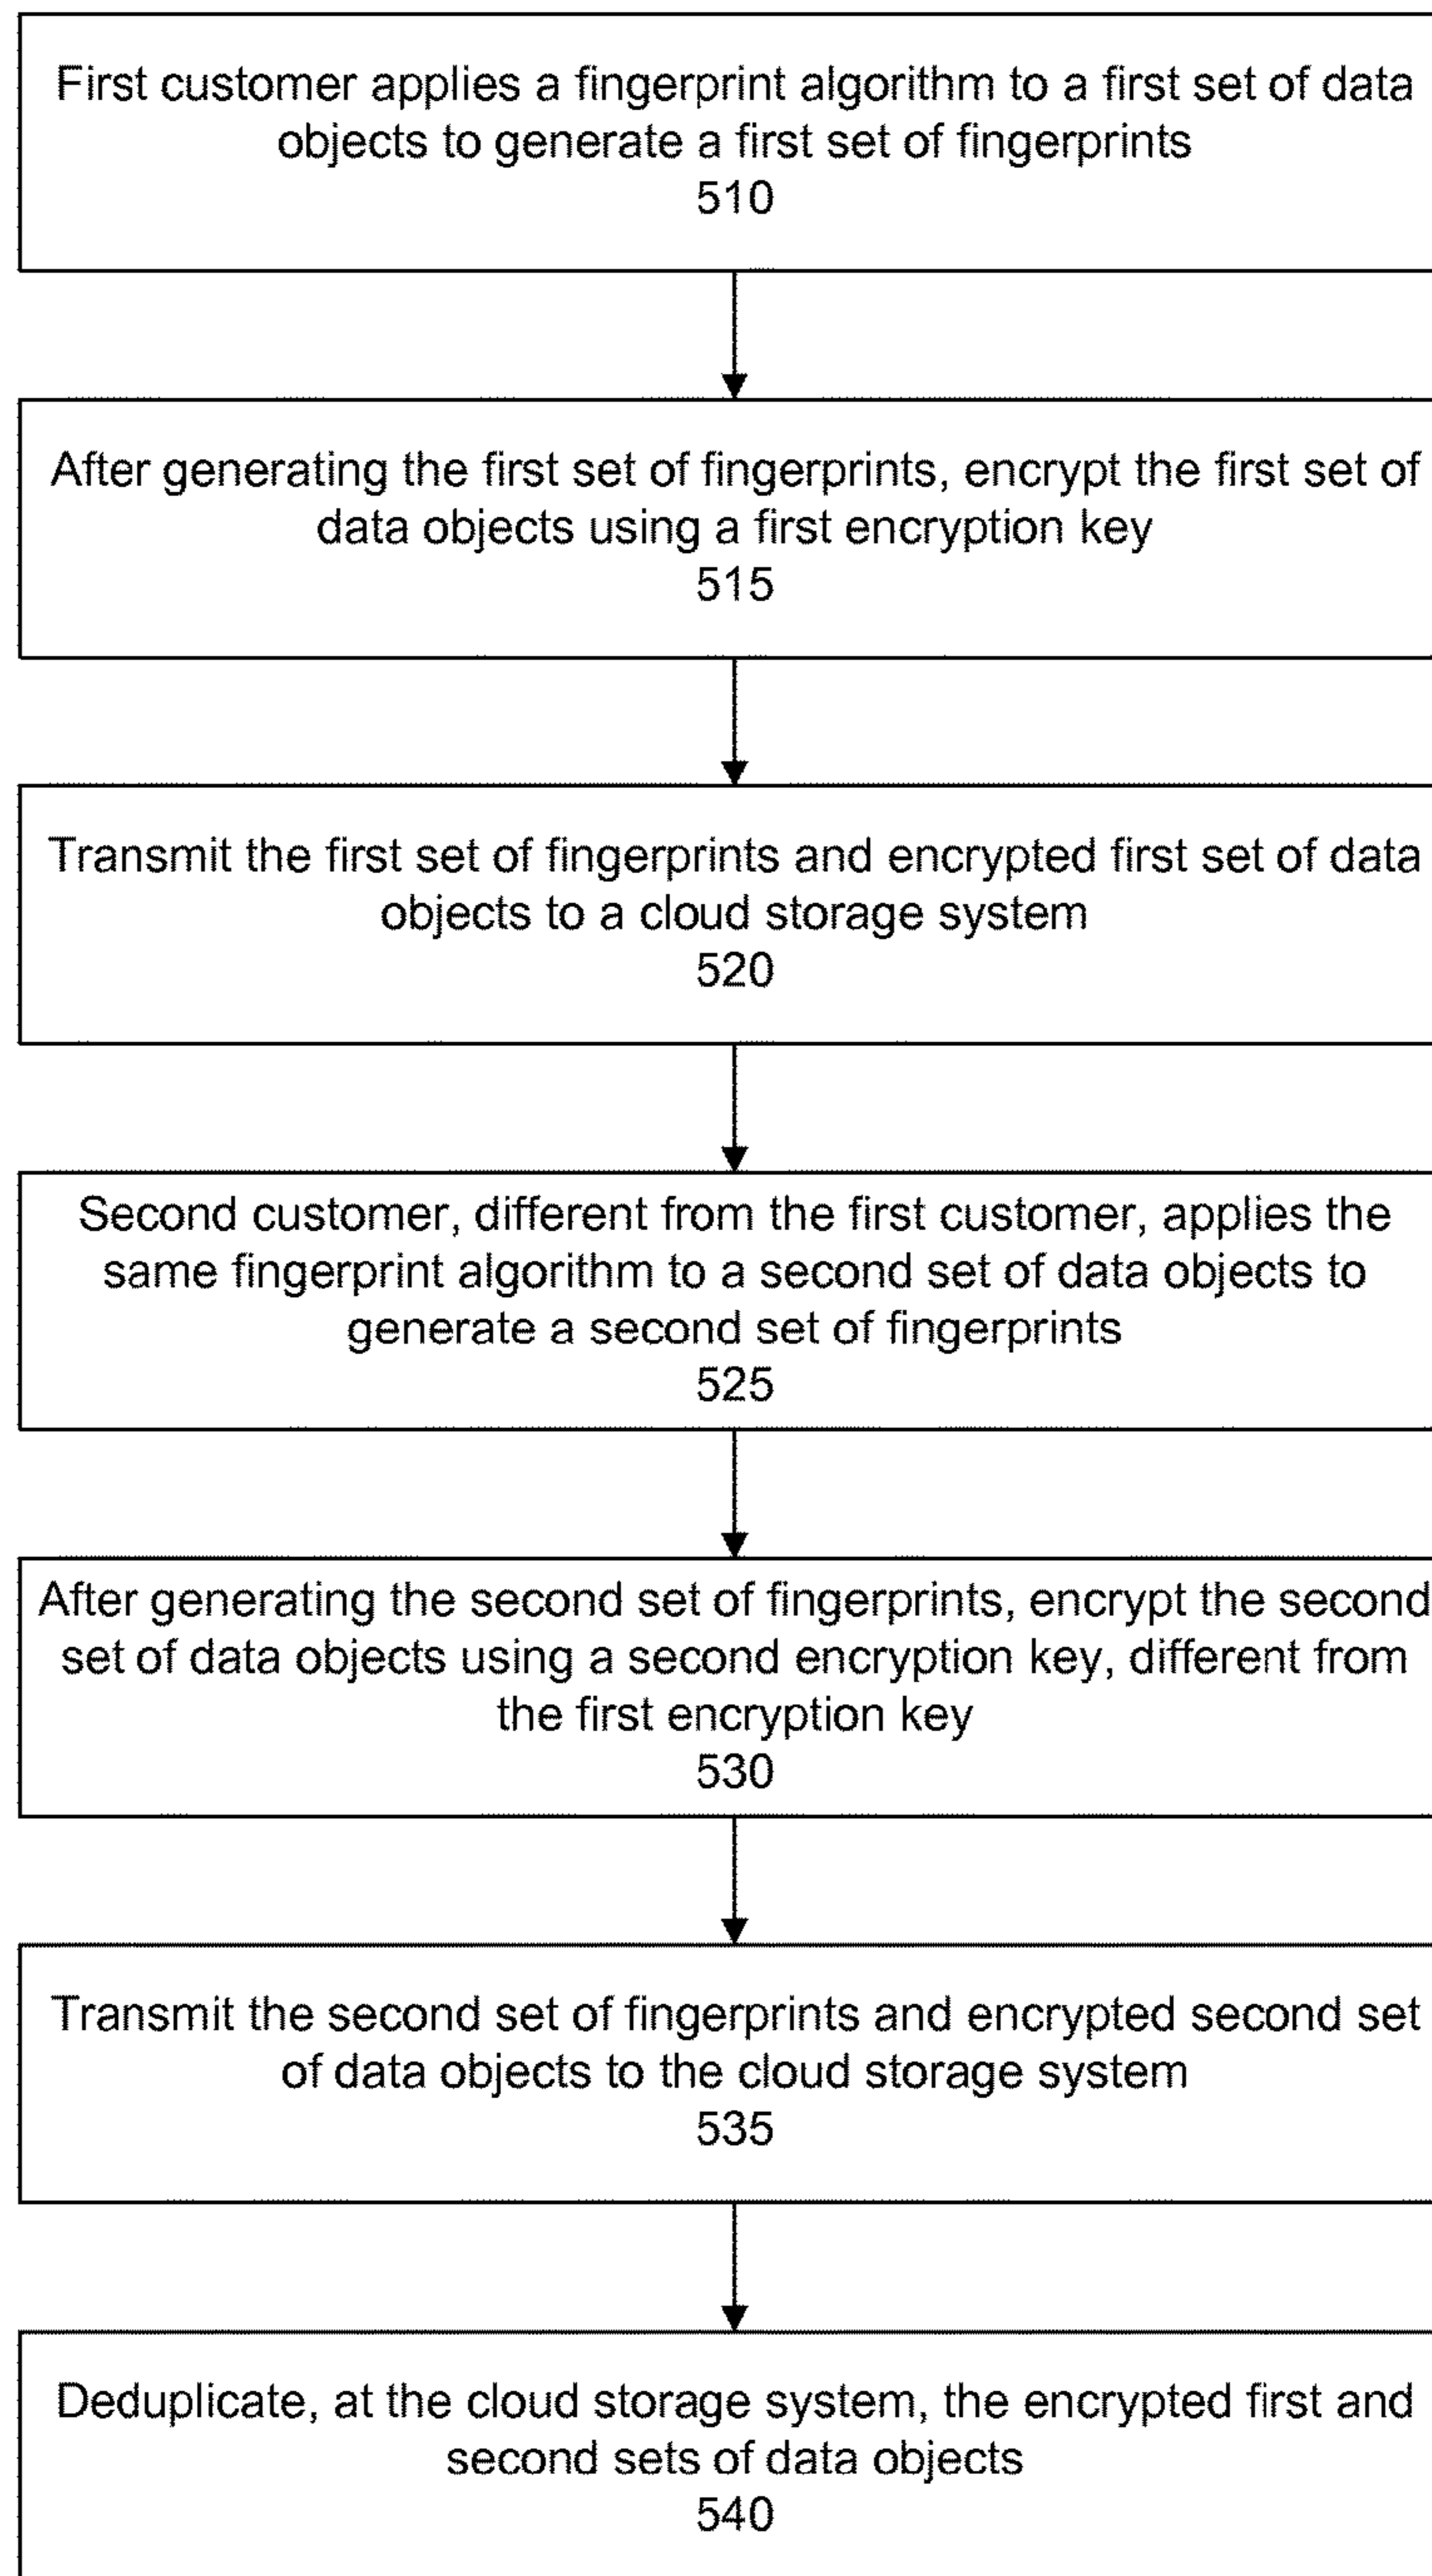 First customer applies a fingerprint algorithm to a first set of data
objects to generate a first set of fingerprints
510
After generating the first set of fingerprints, encrypt the first set of
data objects using a first encryption key
515
Transmit the first set of fingerprints and encrypted first set of data
objects to a cloud storage system
520
Second customer, different from the first customer, applies the
same fingerprint algorithm to a second set of data objects to
generate a second set of fingerprints
525
After generating the second set of fingerprints, encrypt the second
set of data objects using a second encryption key, different from
the first encryption key
530
Transmit the second set of fingerprints and encrypted second set
of data objects to the cloud storage system
535
Deduplicate, at the cloud storage system, the encrypted first and
second sets of data objects
540